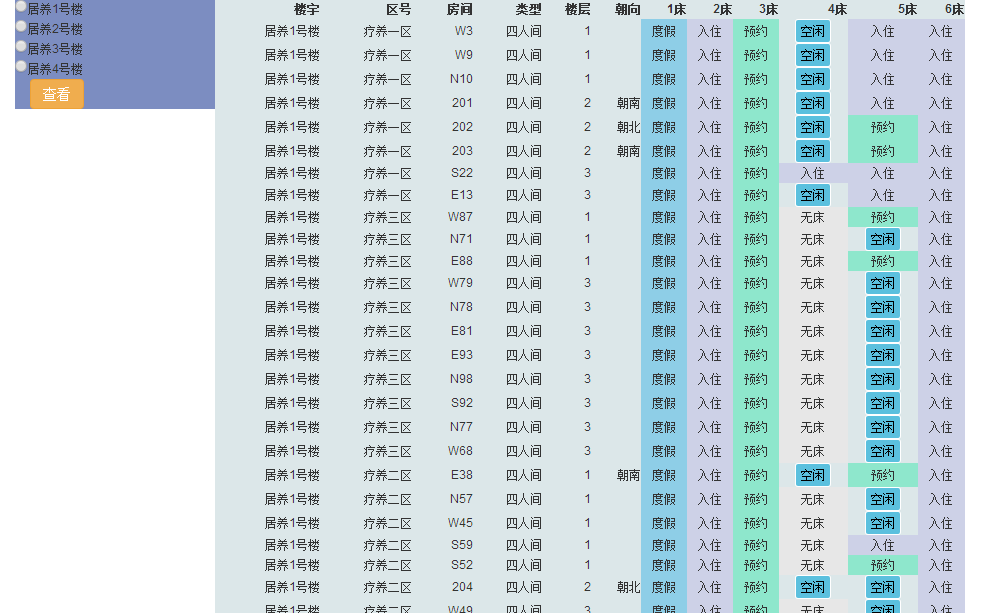 居养1号楼
居养2号楼
居养3号楼
居养4号楼
查看
楼宇 区号 房间 类型 楼层 朝向 1床 2床 3床 4床 5床 6床
居养1号楼 疗养一区 W3 四人间 1 度假 入住 预约 空闲 入住 入住
居养1号楼 疗养一区 W9 四人间 1 度假 入住 预约 空闲 入住 入住
居养1号楼 疗养一区 N10 四人间 1 度假 入住 预约 空闲 入住 入住
居养1号楼 疗养一区 201 四人间 2 朝南 度假 入住 预约 空闲 入住 入住
居养1号楼 疗养一区 202 四人间 2 朝北 度假 入住 预约 空闲 预约 入住
居养1号楼 疗养一区 203 四人间 2 朝南 度假 入住 预约 空闲 预约 入住
居养1号楼 疗养一区 S22 四人间 3 度假 入住 预约 入住 入住 入住
居养1号楼 疗养一区 E13 四人间 3 度假 入住 预约 空闲 入住 入住
居养1号楼 疗养三区 W87 四人间 1 度假 入住 预约 无床 预约 入住
居养1号楼 疗养三区 N71 四人间 1 度假 入住 预约 无床 空闲 入住
居养1号楼 疗养三区 E88 四人间 1 度假 入住 预约 无床 预约 入住
居养1号楼 疗养三区 W79 四人间 3 度假 入住 预约 无床 空闲 入住
居养1号楼 疗养三区 N78 四人间 3 度假 入住 预约 无床 空闲 入住
居养1号楼 疗养三区 E81 四人间 3 度假 入住 预约 无床 空闲 入住
居养1号楼 疗养三区 E93 四人间 3 度假 入住 预约 无床 空闲 入住
居养1号楼 疗养三区 N98 四人间 3 度假 入住 预约 无床 空闲 入住
居养1号楼 疗养三区 S92 四人间 3 度假 入住 预约 无床 空闲 入住
居养1号楼 疗养三区 N77 四人间 3 度假 入住 预约 无床 空闲 入住
居养1号楼 疗养三区 W68 四人间 3 度假 入住 预约 无床 空闲 入住
居养1号楼 疗养二区 E38 四人间 1 朝南 度假 入住 预约 空闲 预约 入住
居养1号楼 疗养二区 N57 四人间 1 度假 入住 预约 无床 空闲 入住
居养1号楼 疗养二区 W45 四人间 1 度假 入住 预约 无床 空闲 入住
居养1号楼 疗养二区 S59 四人间 1 度假 入住 预约 无床 入住 入住
居养1号楼 疗养二区 S52 四人间 1 度假 入住 预约 无床 预约 入住
居养1号楼 疗养二区 204 四人间 2 朝北 度假 入住 预约 空闲 空闲 入住
居养1号楼 疗养二区 W49 四人间 3 度假 入住 预约 无床 空闲 入住